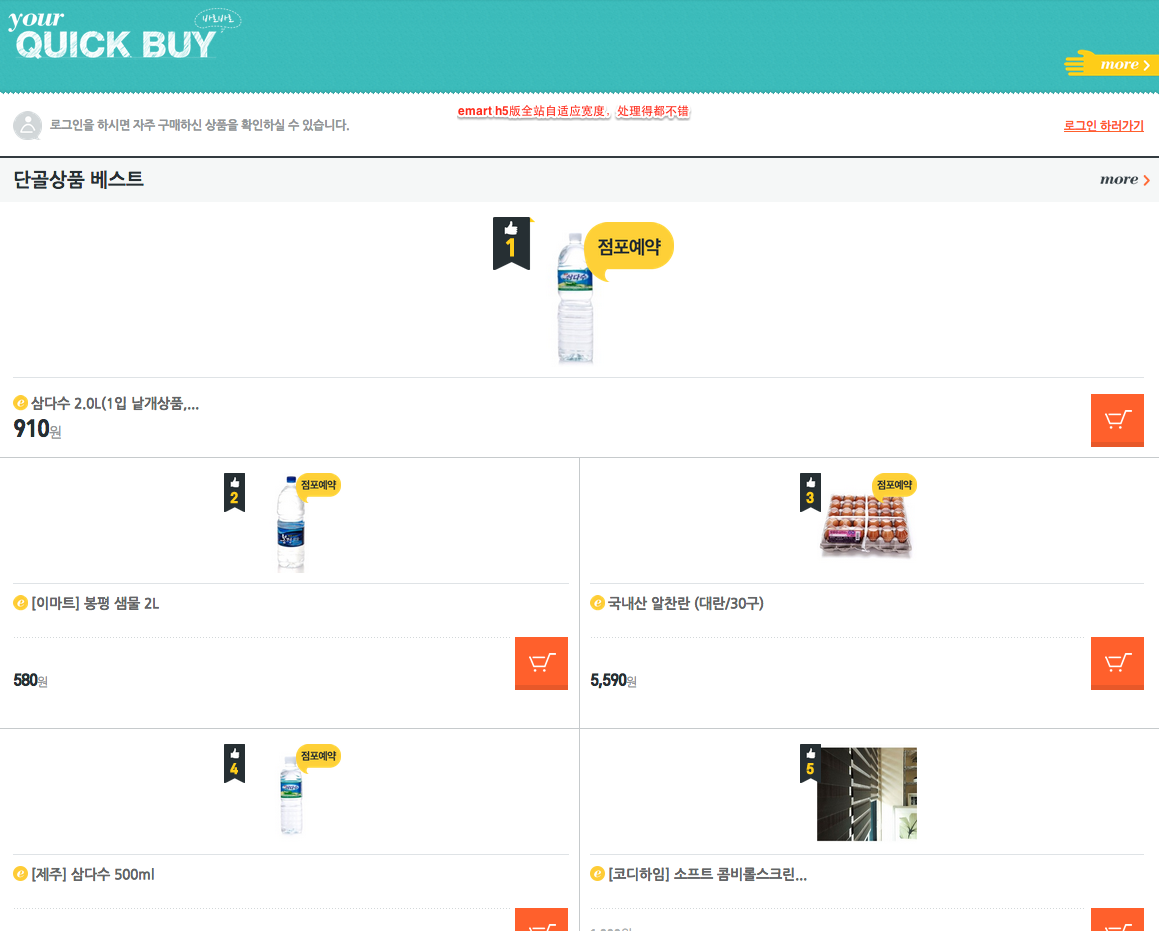 your
바로바로
QUICK BUY
more
emart h5版全站自适应宽度，处理得都不错
로그인을 하시면 자주 구매하신 상품을 확인하실 수 있습니다.
로그인 하러가기
단골상품 베스트
more
1
점포예약
삼다수
e 삼다수 2.0L(1입 낱개상품,...
910원
2
점포예약
3
점포예약
e [이마트] 봉평 샘물 2L
e 국내산 알찬란 (대란/30구)
580원
5,590원
4
점포예약
5
e [제주] 삼다수 500ml
e [코디하임] 소프트 콤비롤스크린...